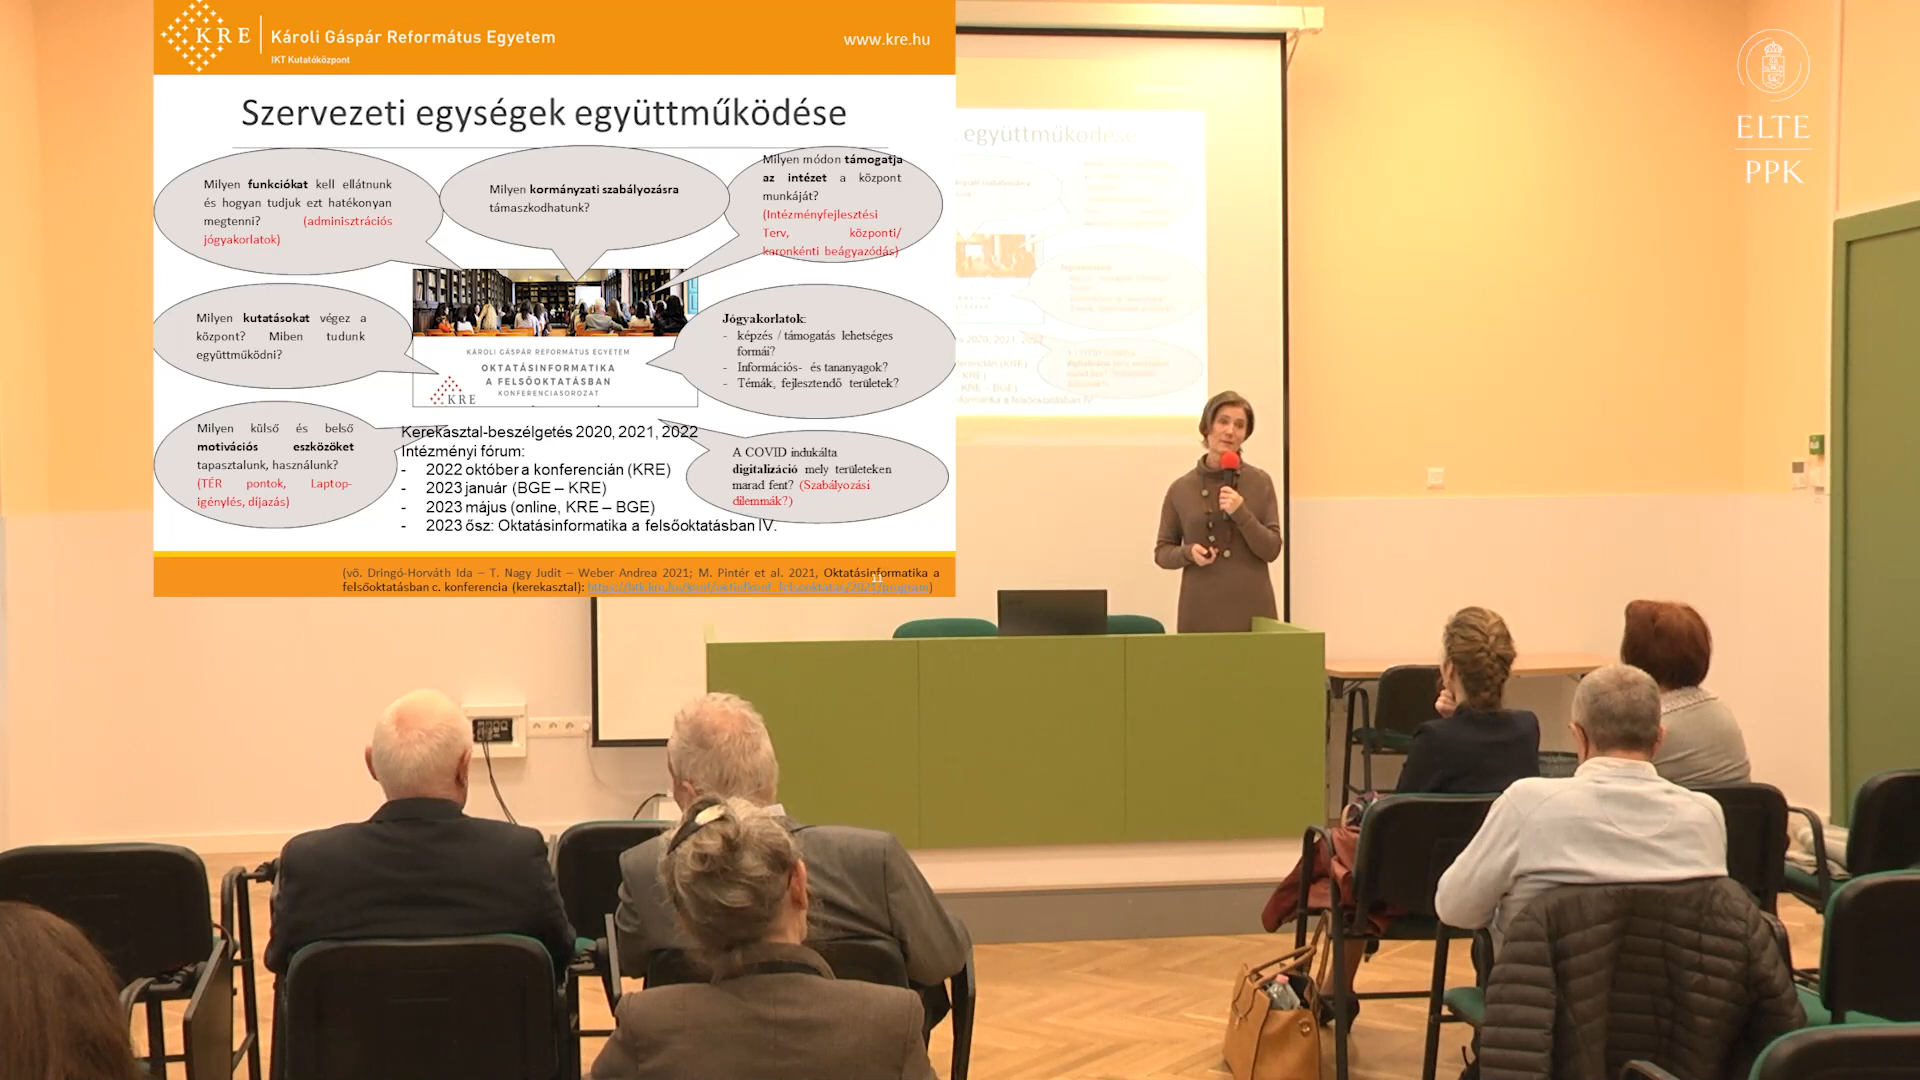 KRE
Károli Gáspár Református Egyetem
IKT Kutatóközpont
www.kre.hu
ELTE
PPK
Szervezeti egységek együttműködése
Milyen funkciókat kell ellátnunk
és hogyan tudjuk ezt hatékonyan
megtenni? (adminisztrációs
jógyakorlatok)
Milyen kormányzati szabályozásra
támaszkodhatunk?
Milyen módon támogatja
az intézet a központ
munkáját?
(Intézményfejlesztési
Terv, központi/
karonkénti beágyazódás)
Milyen kutatásokat végez a
központ? Miben tudunk
együttműködni?
KÁROLI GÁSPÁR REFORMÁTUS EGYETEM
OKTATÁSINFORMATIKA
A FELSŐOKTATÁSBAN
KONFERENCIASOROZAT
KRE
Jógyakorlatok:
- képzés / támogatás lehetséges
formái?
- Információs- és tananyagok?
- Témák, fejlesztendő területek?
Milyen külső és belső
motivációs eszközöket
tapasztalunk, használunk?
(TÉR pontok, Laptop-
igénylés, díjazás)
Kerekasztal-beszélgetés 2020, 2021, 2022
Intézményi fórum:
- 2022 október a konferencián (KRE)
- 2023 január (BGE – KRE)
- 2023 május (online, KRE – BGE)
- 2023 ősz: Oktatásinformatika a felsőoktatásban IV.
A COVID indukálta
digitalizáció mely területeken
marad fent? (Szabályozási
dilemmák?)
(vö. Dringó-Horváth Ida – T. Nagy Judit – Weber Andrea 2021; M. Pintér et al. 2021, Oktatásinformatika a
felsőoktatásban c. konferencia (kerekasztal):
11
együttműködése